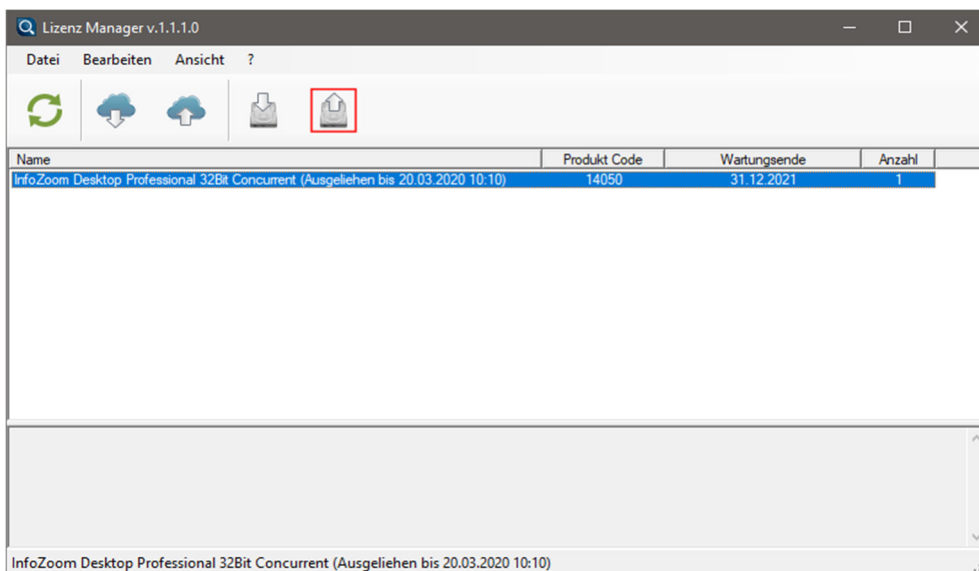 Lizenz Manager v.1.1.1.0
Datei Bearbeiten Ansicht ?
Name Produkt Code Wartungsende Anzahl
InfoZoom Desktop Professional 32Bit Concurrent (Ausgeliehen bis 20.03.2020 10:10) 14050 31.12.2021 1
InfoZoom Desktop Professional 32Bit Concurrent (Ausgeliehen bis 20.03.2020 10:10)